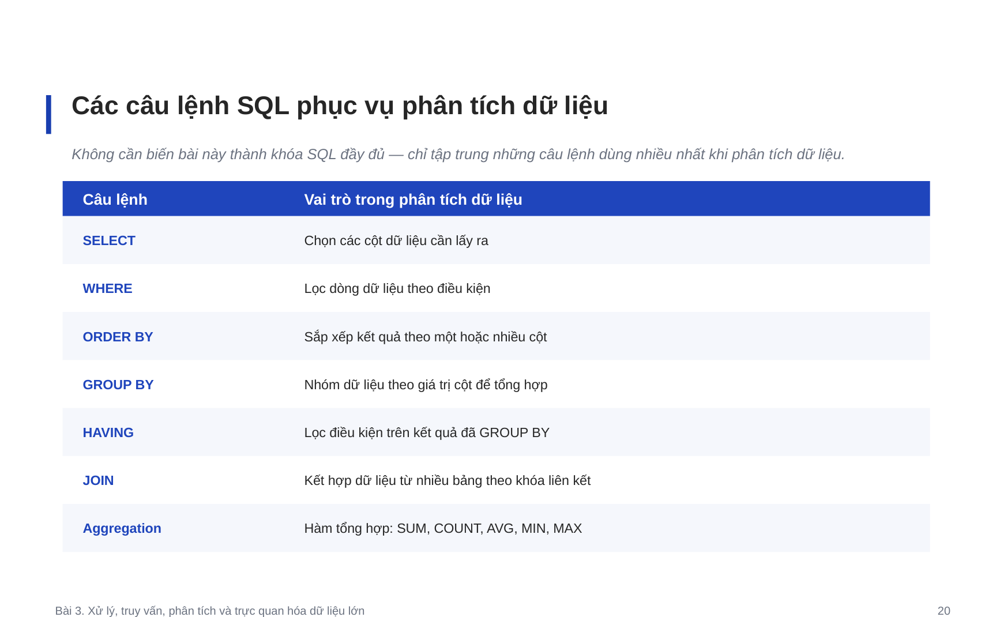 Các câu lệnh SQL phục vụ phân tích dữ liệu
Không cần biến bài này thành khóa SQL đầy đủ — chỉ tập trung những câu lệnh dùng nhiều nhất khi phân tích dữ liệu.
Câu lệnh Vai trò trong phân tích dữ liệu
SELECT Chọn các cột dữ liệu cần lấy ra
WHERE Lọc dòng dữ liệu theo điều kiện
ORDER BY Sắp xếp kết quả theo một hoặc nhiều cột
GROUP BY Nhóm dữ liệu theo giá trị cột để tổng hợp
HAVING Lọc điều kiện trên kết quả đã GROUP BY
JOIN Kết hợp dữ liệu từ nhiều bảng theo khóa liên kết
Aggregation Hàm tổng hợp: SUM, COUNT, AVG, MIN, MAX
Bài 3. Xử lý, truy vấn, phân tích và trực quan hóa dữ liệu lớn 20